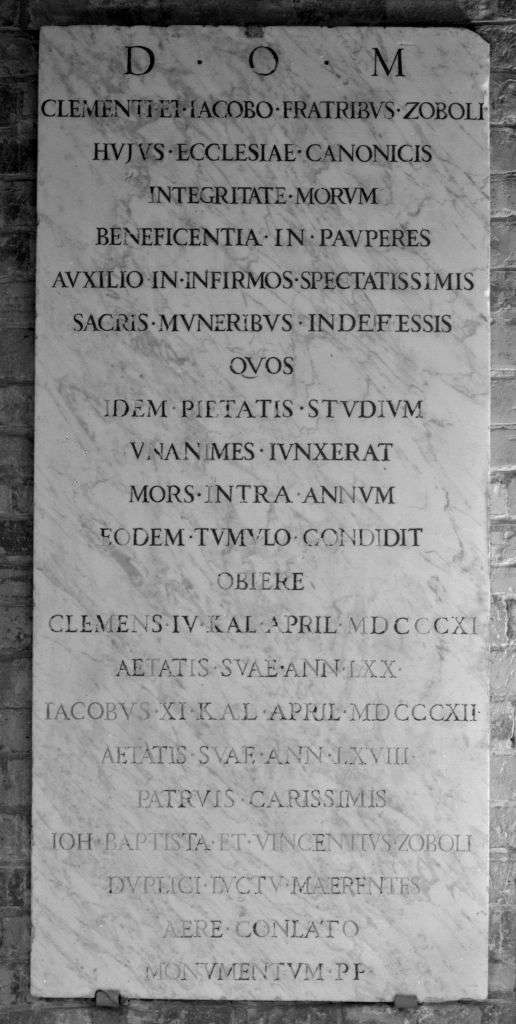 D · O · M
CLEMENTI·ET·IACOBO·FRATRIBVS·ZOBOLI
HVJVS·ECCLESIAE·CANONICIS
INTEGRITATE·MORVM
BENEFICENTIA·IN·PAVPERES
AVXILIO·IN·INFIRMOS·SPECTATISSIMIS
SACRIS·MVNERIBVS·INDEFESSIS
QVOS
IDEM·PIETATIS·STVDIVM
VNANIMES·IVNXERAT
MORS·INTRA·ANNVM
EODEM·TVMVLO·CONDIDIT
OBIERE
CLEMENS·IV·KAL·APRIL·MDCCCXI
AETATIS·SVAE·ANN·LXX·
IACOBVS·XI·KAL·APRIL·MDCCCXII·
AETATIS·SVAE·ANN·LXVIII·
PATRVIS·CARISSIMIS
IOH·BAPTISTA·ET·VINCENTIVS·ZOBOLI
DVPLICI·LVCTV·MAERENTES
AERE·CONLATO
MONVMENTVM·PP·